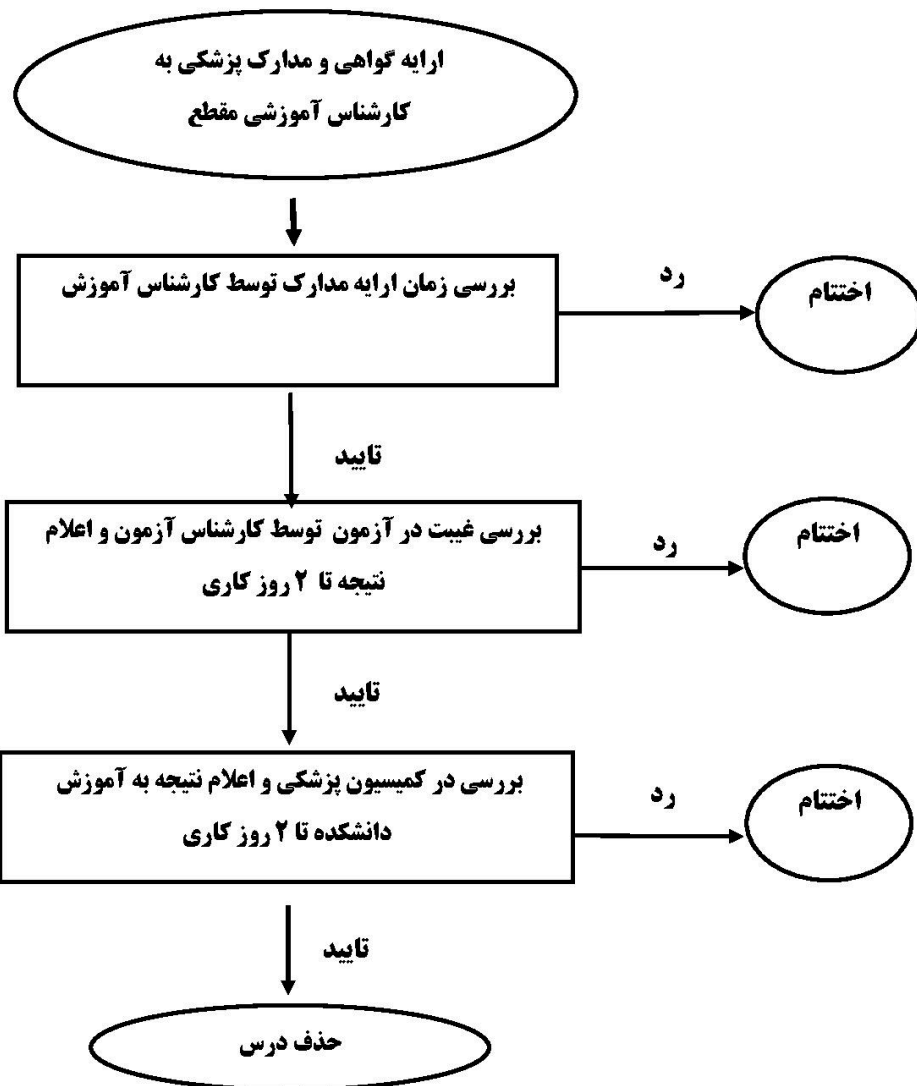 ارایه گواهی و مدارک پزشکی به
کارشناس آموزشی مقطع
بررسی زمان ارایه مدارک توسط کارشناس آموزش
رد
اختتام
تایید
بررسی غیبت در آزمون توسط کارشناس آزمون و اعلام
نتیجه تا ۲ روز کاری
رد
اختتام
تایید
بررسی در کمیسیون پزشکی و اعلام نتیجه به آموزش
دانشکده تا ۲ روز کاری
رد
اختتام
تایید
حذف درس